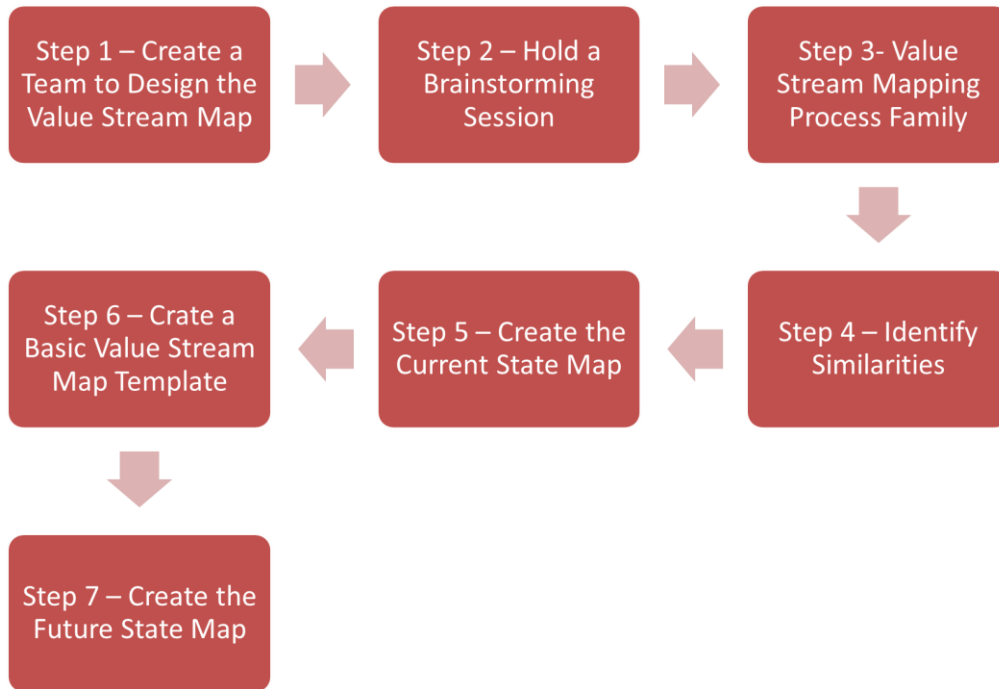 Step 1 – Create a
Team to Design the
Value Stream Map
Step 2 – Hold a
Brainstorming
Session
Step 3- Value
Stream Mapping
Process Family
Step 4 – Identify
Similarities
Step 5 – Create the
Current State Map
Step 6 – Crate a
Basic Value Stream
Map Template
Step 7 – Create the
Future State Map